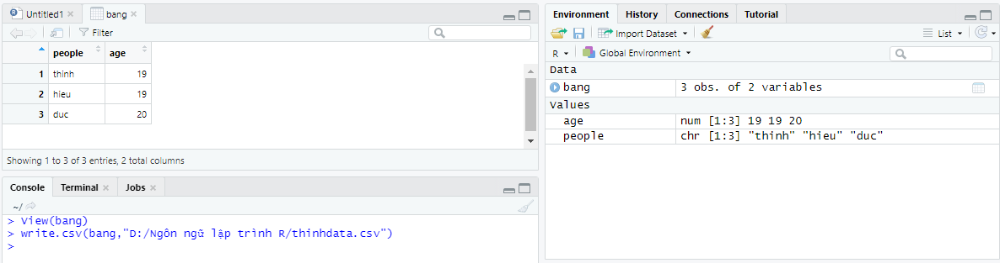 Untitled1
bang
Filter
people age
1 thinh 19
2 hieu 19
3 duc 20
Showing 1 to 3 of 3 entries, 2 total columns
Console Terminal Jobs
~/
> View(bang)
> write.csv(bang,"D:/Ngôn ngữ lập trình R/thinhdata.csv")
>
Environment History Connections Tutorial
Import Dataset List
R Global Environment
Data
bang 3 obs. of 2 variables
Values
age num [1:3] 19 19 20
people chr [1:3] "thinh" "hieu" "duc"